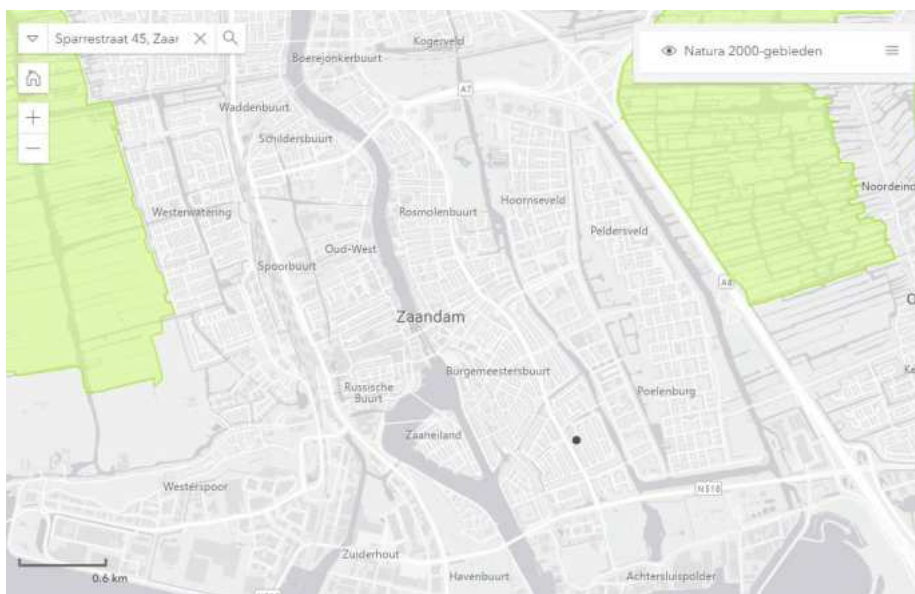 Sparrestraat 45, Zaar
Natura 2000-gebieden
Kogerveld
Boerejonkerbuurt
A7
Waddenbuurt
Schildersbuurt
Noordeind
Hoornseveld
Westerwatering
Rosmolenbuurt
Peldersveld
Oud-West
Spoorbuurt
Zaandam
Burgemeestersbuurt
Russische
Buurt
Poelenburg
Zaaneiland
Westerspoor
N516
Zuiderhout
0.6 km
Havenbuurt
Achtersluispolder